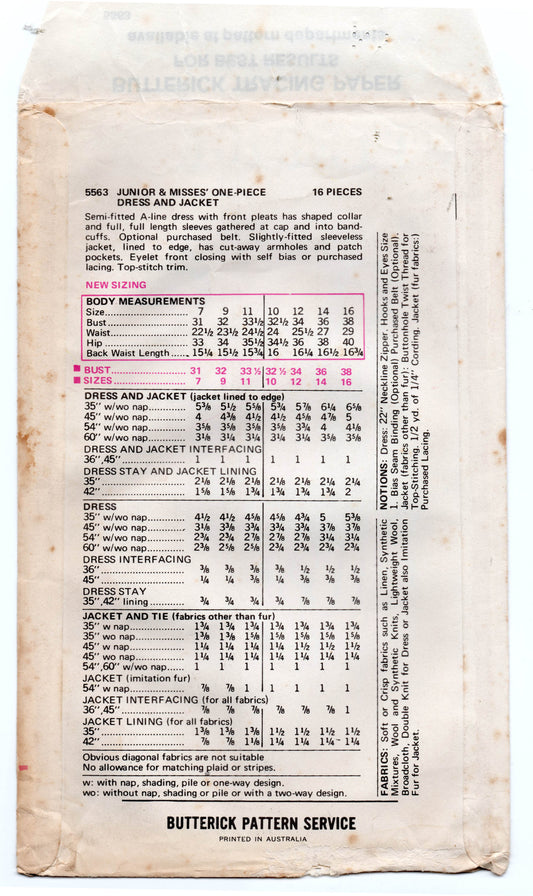 5563
available at pattern departments
FOR BEST RESULTS
BUTTERICK TRACING PAPER
5563 JUNIOR & MISSES' ONE-PIECE 16 PIECES
DRESS AND JACKET
Semi-fitted A-line dress with front pleats has shaped collar
and full, full length sleeves gathered at cap and into band-
cuffs. Optional purchased belt. Slightly-fitted sleeveless
jacket, lined to edge, has cut-away armholes and patch
pockets. Eyelet front closing with self bias or purchased
lacing. Top-stitch trim.
NEW SIZING
BODY MEASUREMENTS
Size 7 9 11 10 12 14 16
Bust 31 32 33½ 32½ 34 36 38
Waist 22½ 23½ 24½ 24 25½ 27 29
Hip 33 34 35½ 34½ 36 38 40
Back Waist Length 15¼ 15½ 15¾ 16 16¼ 16½ 16¾
BUST 31 32 33½ 32½ 34 36 38
SIZES 7 9 11 10 12 14 16
DRESS AND JACKET (jacket lined to edge)
35" w/wo nap 5⅜ 5½ 5⅝ 5¾ 5⅞ 6¼ 6⅝
45" w/wo nap 4 4⅜ 4½ 4½ 4⅝ 4⅞ 5
54" w/wo nap 3⅝ 3⅝ 3⅝ 3⅝ 3¾ 4 4⅛
60" w/wo nap 3⅛ 3¼ 3¼ 3¼ 3¼ 3⅝ 3⅝
DRESS AND JACKET INTERFACING
36",45" 1 1 1 1 1 1 1
DRESS STAY AND JACKET LINING
35" 2⅛ 2⅛ 2⅛ 2⅛ 2⅛ 2¼ 2¼
42" 1⅝ 1⅝ 1¾ 1¾ 1¾ 1¾ 2
DRESS
35" w/wo nap 4½ 4½ 4⅝ 4⅝ 4¾ 5 5⅜
45" w/wo nap 3⅛ 3⅜ 3¾ 3¾ 3¾ 3⅞ 3⅞
54" w/wo nap 2¾ 2¾ 2⅞ 2⅞ 2⅞ 3¼ 3¼
60" w/wo nap 2⅜ 2⅝ 2⅝ 2¾ 2¾ 2¾ 2¾
DRESS INTERFACING
36" ⅜ ⅜ ⅜ ⅜ ½ ½ ½
45" ¼ ¼ ⅜ ¼ ⅜ ⅜ ⅜
DRESS STAY
35",42" lining ¾ ¾ ¾ ¾ ⅞ ⅞ ⅞
JACKET AND TIE (fabrics other than fur)
35" w nap 1¾ 1¾ 1¾ 1¾ 1¾ 1¾ 1¾
35" wo nap 1⅜ 1⅜ 1⅝ 1⅝ 1⅝ 1⅝ 1⅝
45" w nap 1¼ 1¼ 1¼ 1¼ 1½ 1½ 1½
45" wo nap 1¼ 1¼ 1¼ 1¼ 1¼ 1¼ 1¼
54",60" w/wo nap 1 1 1 1 1 1 1
JACKET (imitation fur)
54" w nap ⅞ ⅞ 1 1 1 1 1
JACKET INTERFACING (for all fabrics)
36",45" ⅞ ⅞ ⅞ ⅞ ⅞ ⅞ 1
JACKET LINING (for all fabrics)
35" 1⅜ 1⅜ 1⅜ 1½ 1½ 1½ 1½
42" ⅞ ⅞ 1⅛ 1¼ 1¼ 1¼ 1¼
Obvious diagonal fabrics are not suitable
No allowance for matching plaid or stripes.
w: with nap, shading, pile or one-way design.
wo: without nap, shading or pile or with a two-way design.
FABRICS: Soft or Crisp fabrics such as Linen, Synthetic
Mixtures, Wool and Synthetic Knits, Lightweight Wool,
Broadcloth, Double Knit for Dress or Jacket also Imitation
Fur for Jacket.
NOTIONS: Dress: 22" Neckline Zipper, Hooks and Eyes Size
1, Bias Seam Binding (Optional) Purchased Belt (Optional).
Jacket (fabrics other than fur): Buttonhole Twist Thread for
Top-Stitching. 1/2 yd. of 1/4" Cording. Jacket (fur fabrics:)
Purchased Lacing.
BUTTERICK PATTERN SERVICE
PRINTED IN AUSTRALIA